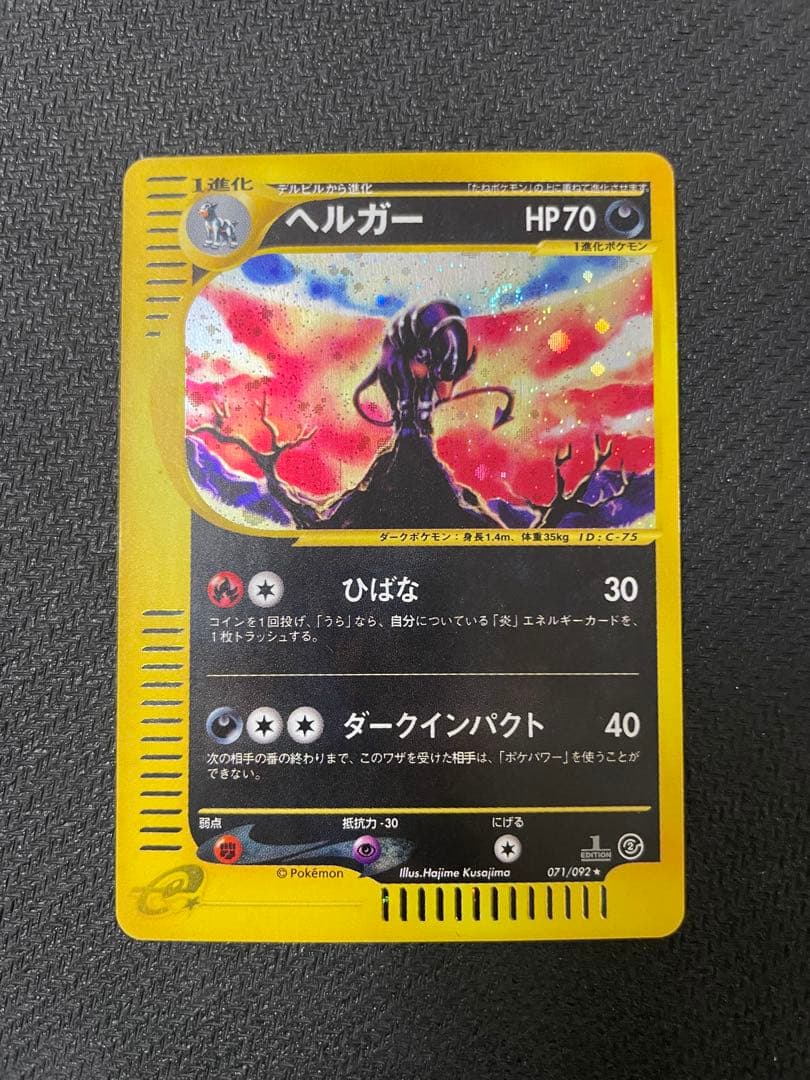 1進化
デルビルから進化
「たねポケモン」の上に重ねて進化させます。
ヘルガー HP70
1進化ポケモン
ダークポケモン：身長1.4m、体重35kg ID：C-75
ひばな 30
コインを1回投げ、「うら」なら、自分についている「炎」エネルギーカードを、
1枚トラッシュする。
ダークインパクト 40
次の相手の番の終わりまで、このワザを受けた相手は、「ポケパワー」を使うことが
できない。
弱点 抵抗力-30 にげる
1 EDITION 2
©Pokémon Illus.Hajime Kusajima 071/092★
e